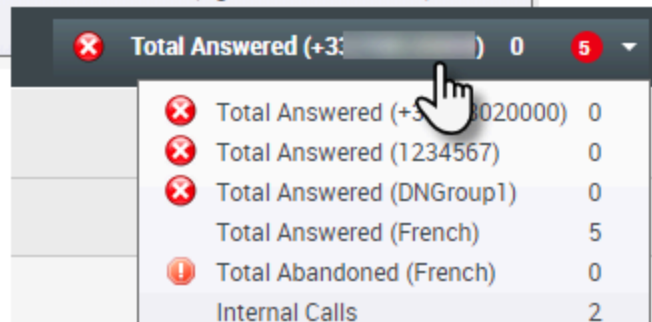 Total Answered (+3 ) 0 5
Total Answered (+3 3020000) 0
Total Answered (1234567) 0
Total Answered (DNGroup1) 0
Total Answered (French) 5
Total Abandoned (French) 0
Internal Calls 2